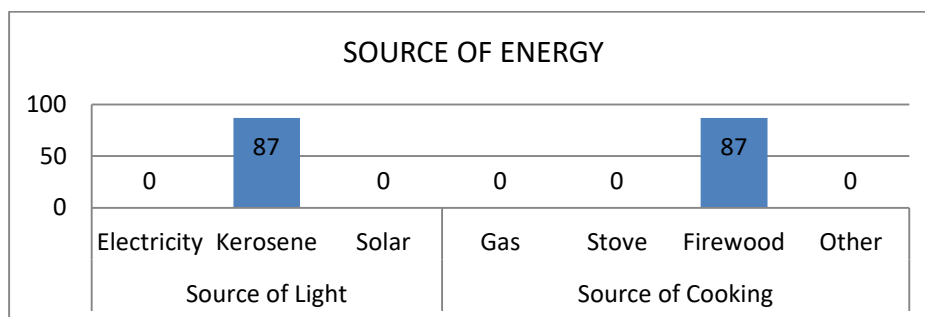 SOURCE OF ENERGY
100
50
0
0 87 0 0 0 87 0
Electricity Kerosene Solar Gas Stove Firewood Other
Source of Light Source of Cooking